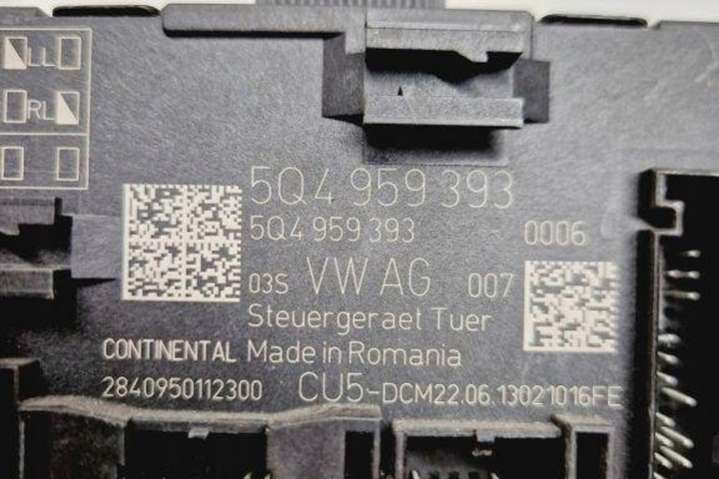 LL
RL
5Q4 959 393
5Q4 959 393 0006
03S VW AG 007
Steuergeraet Tuer
CONTINENTAL Made in Romania
2840950112300 CU5-DCM22.06.13021016FE